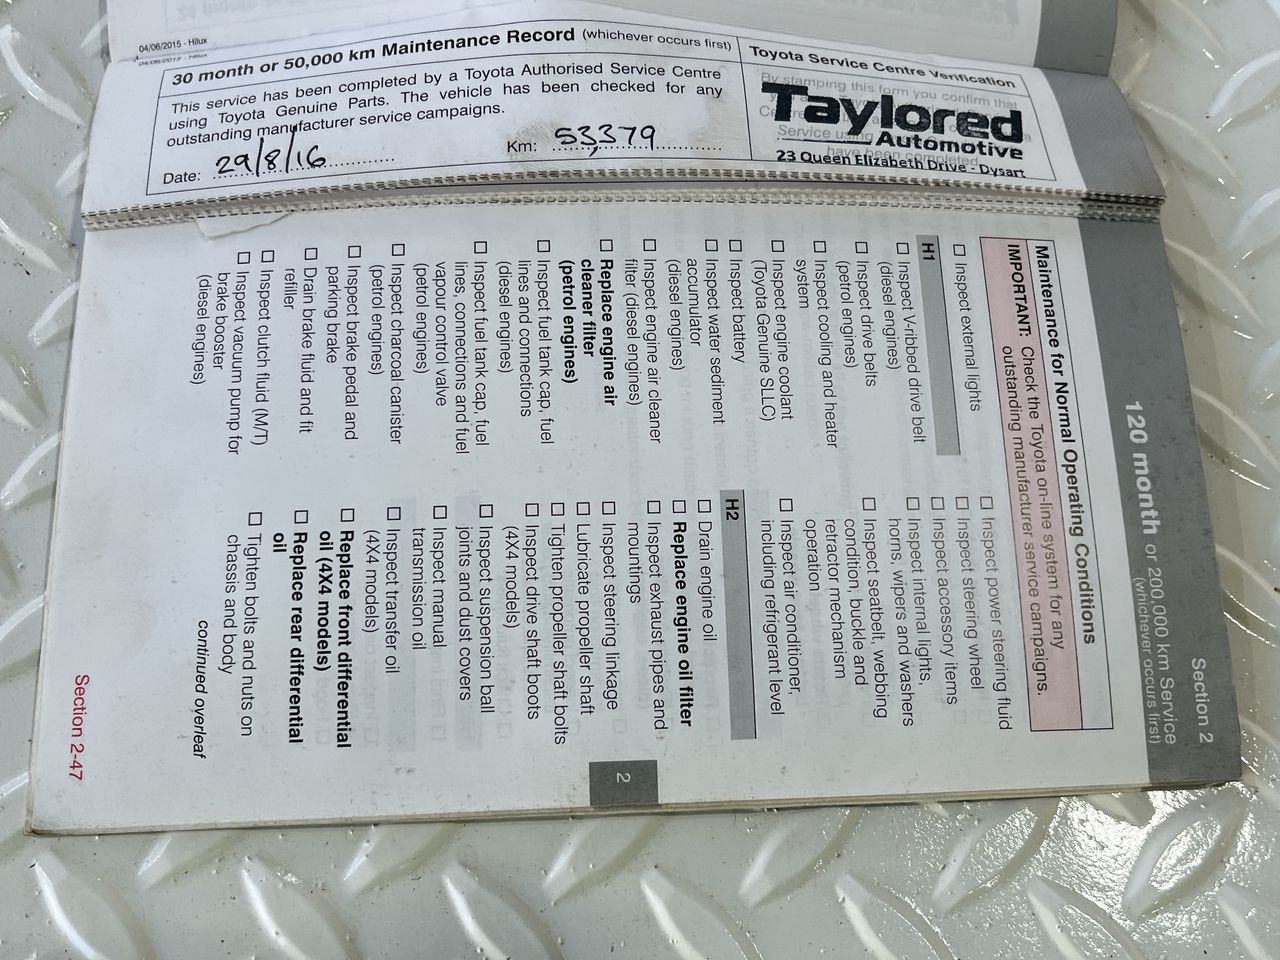 04/06/2015 - Hilux
04/06/2015 - Hilux
30 month or 50,000 km Maintenance Record (whichever occurs first)
This service has been completed by a Toyota Authorised Service Centre
using Toyota Genuine Parts. The vehicle has been checked for any
outstanding manufacturer service campaigns.
Date: 29/8/16
Km: 53,379
Toyota Service Centre Verification
By stamping this form you confirm that
Service using
have been completed
Taylored
Automotive
23 Queen Elizabeth Drive - Dysart
Section 2
120 month or 200,000 km Service
(whichever occurs first)
Maintenance for Normal Operating Conditions
IMPORTANT: Check the Toyota on-line system for any
outstanding manufacturer service campaigns.
☐ Inspect external lights
H1
☐ Inspect V-ribbed drive belt
(diesel engines)
☐ Inspect drive belts
(petrol engines)
☐ Inspect cooling and heater
system
☐ Inspect engine coolant
(Toyota Genuine SLLC)
☐ Inspect battery
☐ Inspect water sediment
accumulator
(diesel engines)
☐ Inspect engine air cleaner
filter (diesel engines)
☐ Replace engine air
cleaner filter
(petrol engines)
☐ Inspect fuel tank cap, fuel
lines and connections
(diesel engines)
☐ Inspect fuel tank cap, fuel
lines, connections and fuel
vapour control valve
(petrol engines)
☐ Inspect charcoal canister
(petrol engines)
☐ Inspect brake pedal and
parking brake
☐ Drain brake fluid and fit
refiller
☐ Inspect clutch fluid (M/T)
☐ Inspect vacuum pump for
brake booster
(diesel engines)
☐ Inspect power steering fluid
☐ Inspect steering wheel
☐ Inspect accessory items
☐ Inspect internal lights,
horns, wipers and washers
☐ Inspect seatbelt, webbing
condition, buckle and
retractor mechanism
operation
☐ Inspect air conditioner,
including refrigerant level
H2
☐ Drain engine oil
☐ Replace engine oil filter
☐ Inspect exhaust pipes and
mountings
☐ Inspect steering linkage
☐ Lubricate propeller shaft
☐ Tighten propeller shaft bolts
☐ Inspect drive shaft boots
(4X4 models)
☐ Inspect suspension ball
joints and dust covers
☐ Inspect manual
transmission oil
☐ Inspect transfer oil
(4X4 models)
☐ Replace front differential
oil (4X4 models)
☐ Replace rear differential
oil
☐ Tighten bolts and nuts on
chassis and body
continued overleaf
2
Section 2-47